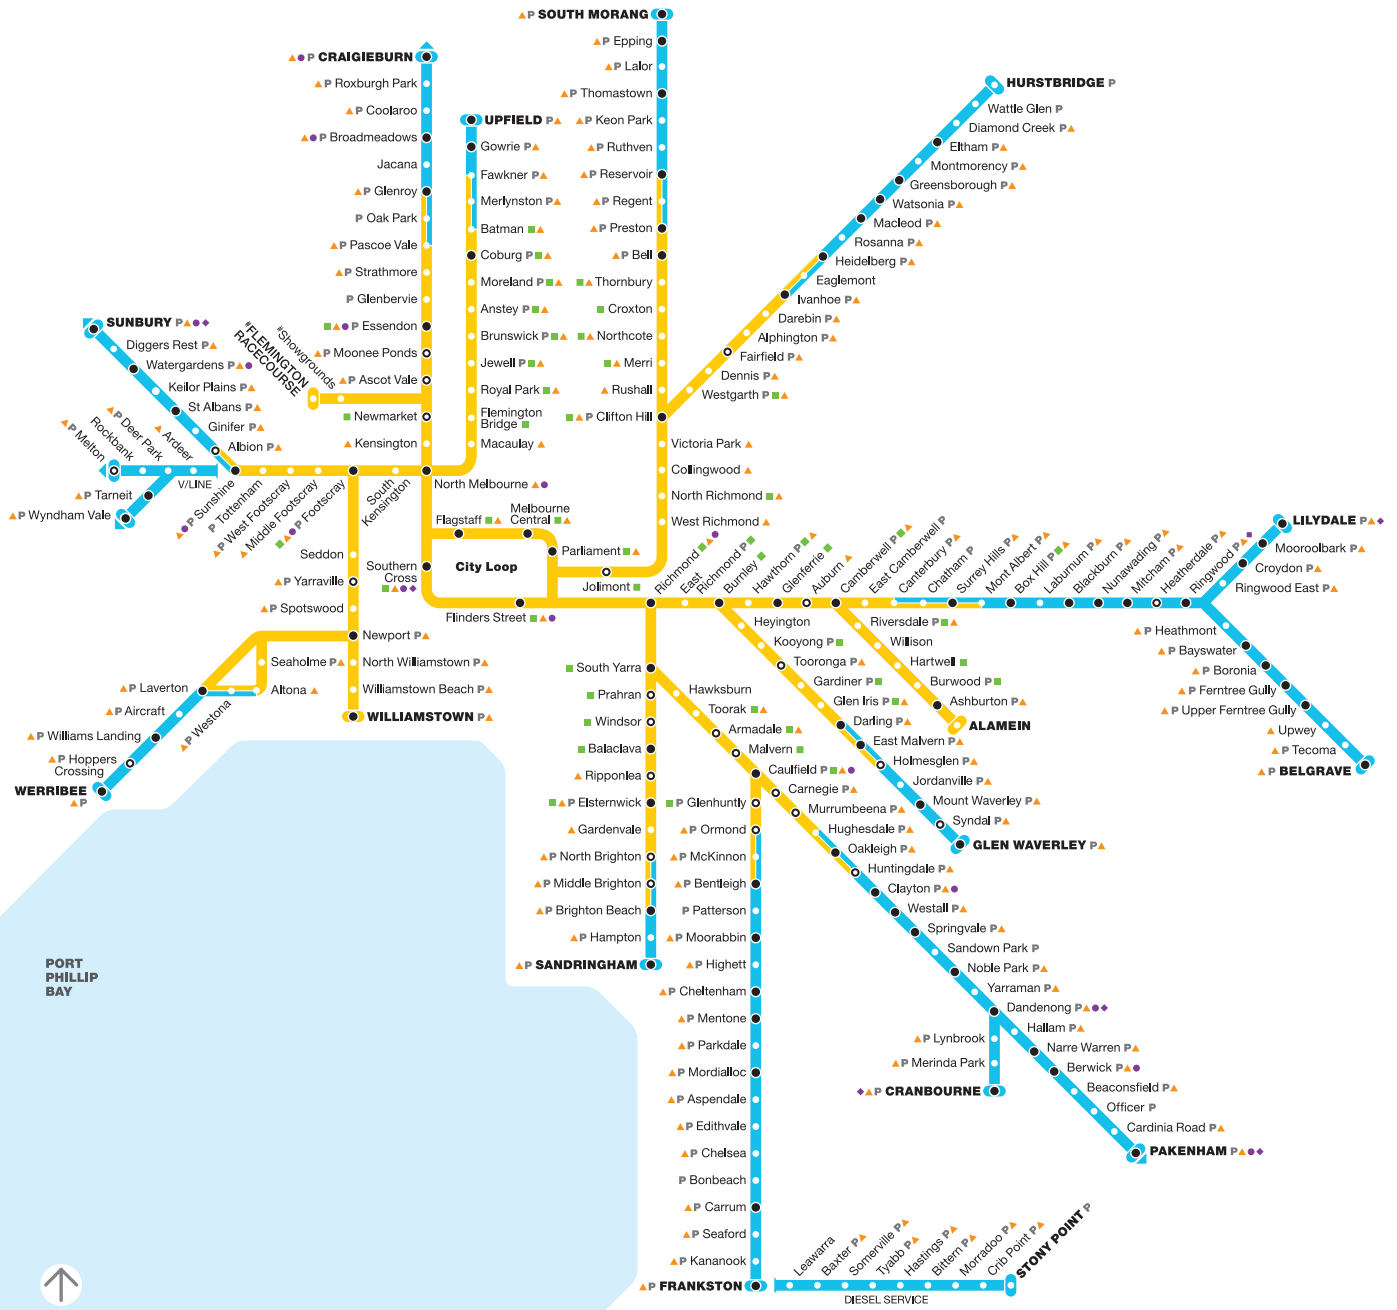 P SOUTH MORANG
P Epping
P Lalor
P Thomastown
P Keon Park
P Ruthven
P Reservoir
P Regent
P Preston
P Bell
Thornbury
Croxton
Northcote
Merri
Rushall
P Clifton Hill
Victoria Park
Collingwood
North Richmond
West Richmond
Jolimont
P CRAIGIEBURN
P Roxburgh Park
P Coolaroo
P Broadmeadows
Jacana
P Glenroy
P Oak Park
P Pascoe Vale
P Strathmore
P Glenbervie
P Essendon
P Moonee Ponds
P Ascot Vale
Newmarket
Kensington
#Showgrounds
#FLEMINGTON
RACECOURSE
UPFIELD P
Gowrie P
Fawkner P
Merlynston P
Batman
Coburg P
Moreland P
Anstey P
Brunswick P
Jewell P
Royal Park
Flemington
Bridge
Macaulay
HURSTBRIDGE P
Wattle Glen P
Diamond Creek P
Eltham P
Montmorency P
Greensborough P
Watsonia P
Macleod P
Rosanna P
Heidelberg P
Eaglemont
Ivanhoe P
Darebin P
Alphington P
Fairfield P
Dennis P
Westgarth P
SUNBURY P
Diggers Rest P
Watergardens P
Keilor Plains P
St Albans P
Ginifer P
Albion P
P Melton
Rockbank
P Deer Park
Ardeer
V/LINE
P Tarneit
P Wyndham Vale
P Sunshine
P Tottenham
P West Footscray
Middle Footscray
P Footscray
South
Kensington
North Melbourne
Seddon
P Yarraville
P Spotswood
Newport P
Seaholme P
North Williamstown P
P Laverton
Altona
Williamstown Beach P
P Aircraft
P Westona
WILLIAMSTOWN P
P Williams Landing
P Hoppers
Crossing
WERRIBEE
P
Flagstaff
Melbourne
Central
Parliament
City Loop
Southern
Cross
Flinders Street
Richmond
East
Richmond P
Burnley
Hawthorn P
Glenferrie
Auburn
Camberwell P
East Camberwell P
Canterbury P
Chatham P
Surrey Hills P
Mont Albert P
Box Hill P
Laburnum P
Blackburn P
Nunawading P
Mitcham P
Heatherdale P
Ringwood P
LILYDALE P
Mooroolbark P
Croydon P
Ringwood East P
P Heathmont
P Bayswater
P Boronia
P Ferntree Gully
P Upper Ferntree Gully
Upwey
P Tecoma
P BELGRAVE
Riversdale P
Willison
Hartwell
Burwood P
Ashburton P
ALAMEIN
Heyington
Kooyong P
Tooronga P
Gardiner P
Glen Iris P
Darling P
East Malvern P
Holmesglen P
Jordanville P
Mount Waverley P
Syndal P
GLEN WAVERLEY P
South Yarra
Prahran
Windsor
Balaclava
Ripponlea
P Elsternwick
Gardenvale
P North Brighton
P Middle Brighton
P Brighton Beach
P Hampton
P SANDRINGHAM
Hawksburn
Toorak
Armadale
Malvern
Caulfield P
Carnegie P
Murrumbeena P
Hughesdale P
Oakleigh P
Huntingdale P
Clayton P
Westall P
Springvale P
Sandown Park P
Noble Park P
Yarraman P
Dandenong P
Hallam P
Narre Warren P
Berwick P
Beaconsfield P
Officer P
Cardinia Road P
PAKENHAM P
P Lynbrook
P Merinda Park
P CRANBOURNE
P Glenhuntly
P Ormond
P McKinnon
P Bentleigh
P Patterson
P Moorabbin
P Highett
P Cheltenham
P Mentone
P Parkdale
P Mordialloc
P Aspendale
P Edithvale
P Chelsea
P Bonbeach
P Carrum
P Seaford
P Kananook
P FRANKSTON
Leawarra
Baxter P
Somerville P
Tyabb P
Hastings P
Bittern P
Morradoo P
Crib Point P
STONY POINT P
DIESEL SERVICE
PORT
PHILLIP
BAY